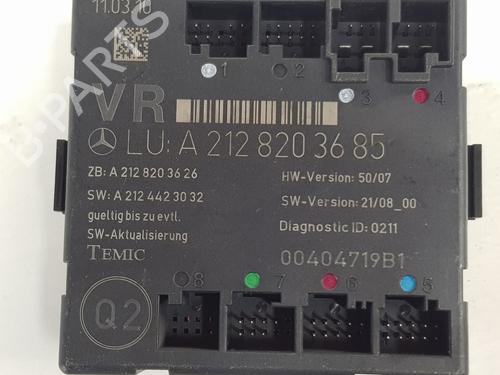 11.03.10
1
2
3
4
VR
LU: A 212 820 36 85
ZB: A 212 820 36 26
SW: A 212 442 30 32
gueltig bis zu evtl.
SW-Aktualisierung
TEMIC
HW-Version: 50/07
SW-Version: 21/08_00
Diagnostic ID: 0211
00404719B1
8
7
6
5
Q2
B-PARTS